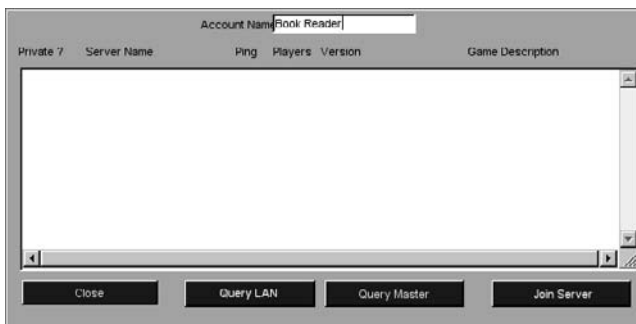 Account Name Book Reader
Private ? Server Name Ping Players Version Game Description
Close Query LAN Query Master Join Server